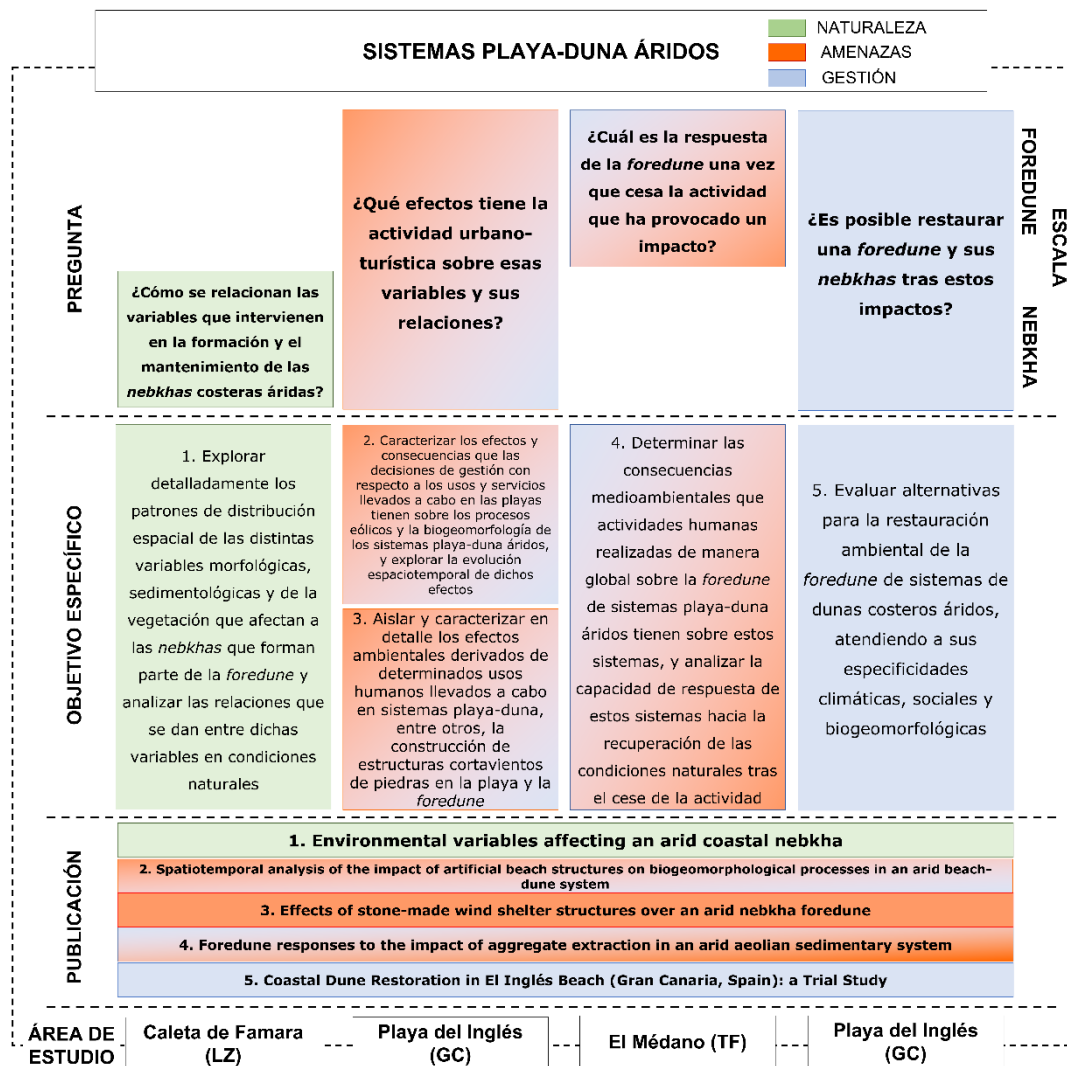 SISTEMAS PLAYA-DUNA ÁRIDOS
NATURALEZA
AMENAZAS
GESTIÓN
PREGUNTA
¿Cómo se relacionan las
variables que intervienen
en la formación y el
mantenimiento de las
nebkhas costeras áridas?
¿Qué efectos tiene la
actividad urbano-
turística sobre esas
variables y sus
relaciones?
¿Cuál es la respuesta
de la foredune una vez
que cesa la actividad
que ha provocado un
impacto?
¿Es posible restaurar
una foredune y sus
nebkhas tras estos
impactos?
FOREDUNE
NEBKHA
ESCALA
OBJETIVO ESPECÍFICO
1. Explorar
detalladamente los
patrones de distribución
espacial de las distintas
variables morfológicas,
sedimentológicas y de la
vegetación que afectan a
las nebkhas que forman
parte de la foredune y
analizar las relaciones que
se dan entre dichas
variables en condiciones
naturales
2. Caracterizar los efectos y
consecuencias que las
decisiones de gestión con
respecto a los usos y servicios
llevados a cabo en las playas
tienen sobre los procesos
eólicos y la biogeomorfología de
los sistemas playa-duna áridos,
y explorar la evolución
espaciotemporal de dichos
efectos
3. Aislar y caracterizar en
detalle los efectos
ambientales derivados de
determinados usos
humanos llevados a cabo
en sistemas playa-duna,
entre otros, la
construcción de
estructuras cortavientos
de piedras en la playa y la
foredune
4. Determinar las
consecuencias
medioambientales que
actividades humanas
realizadas de manera
global sobre la foredune
de sistemas playa-duna
áridos tienen sobre estos
sistemas, y analizar la
capacidad de respuesta de
estos sistemas hacia la
recuperación de las
condiciones naturales tras
el cese de la actividad
5. Evaluar alternativas
para la restauración
ambiental de la
foredune de sistemas de
dunas costeros áridos,
atendiendo a sus
especificidades
climáticas, sociales y
biogeomorfológicas
PUBLICACIÓN
1. Environmental variables affecting an arid coastal nebkha
2. Spatiotemporal analysis of the impact of artificial beach structures on biogeomorphological processes in an arid beach-
dune system
3. Effects of stone-made wind shelter structures over an arid nebkha foredune
4. Foredune responses to the impact of aggregate extraction in an arid aeolian sedimentary system
5. Coastal Dune Restoration in El Inglés Beach (Gran Canaria, Spain): a Trial Study
ÁREA DE
ESTUDIO
Caleta de Famara
(LZ)
Playa del Inglés
(GC)
El Médano (TF)
Playa del Inglés
(GC)